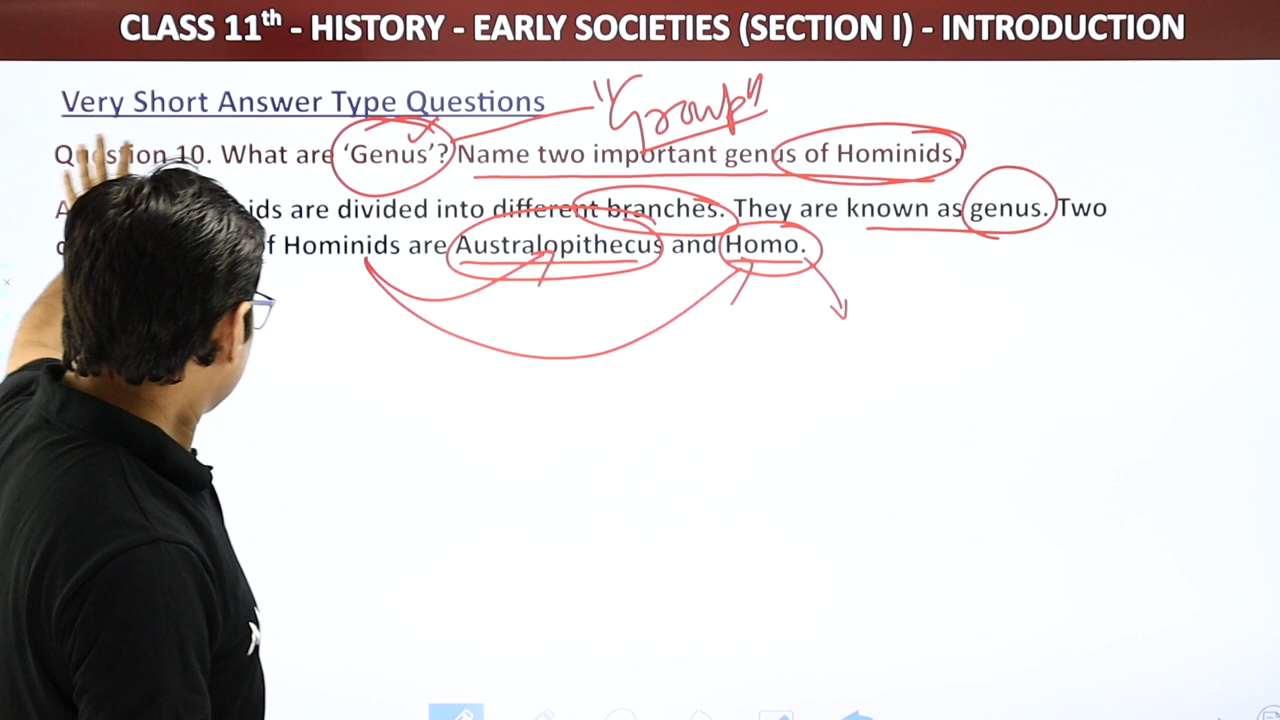 CLASS 11th - HISTORY - EARLY SOCIETIES (SECTION I) - INTRODUCTION
Very Short Answer Type Questions
"Group"
Question 10. What are 'Genus'? Name two important genus of Hominids.
are divided into different branches. They are known as genus. Two
of Hominids are Australopithecus and Homo.